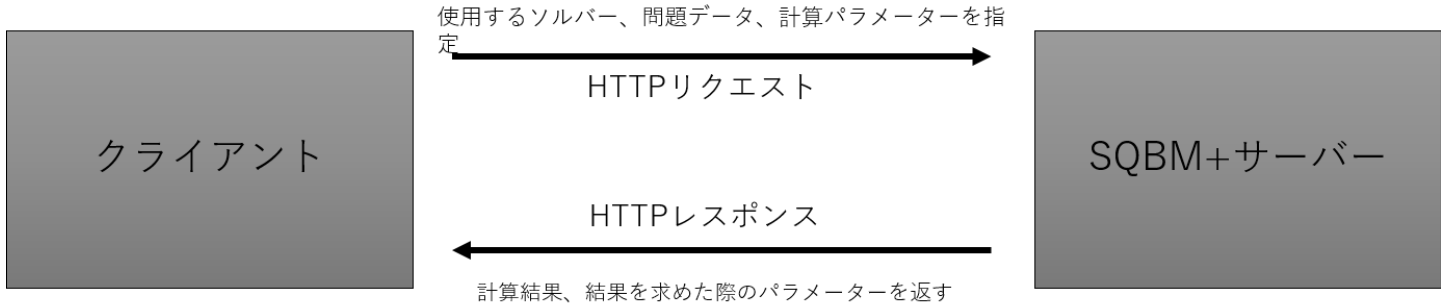 使用するソルバー、問題データ、計算パラメーターを指
定
HTTPリクエスト
クライアント
SQBM+サーバー
HTTPレスポンス
計算結果、結果を求めた際のパラメーターを返す